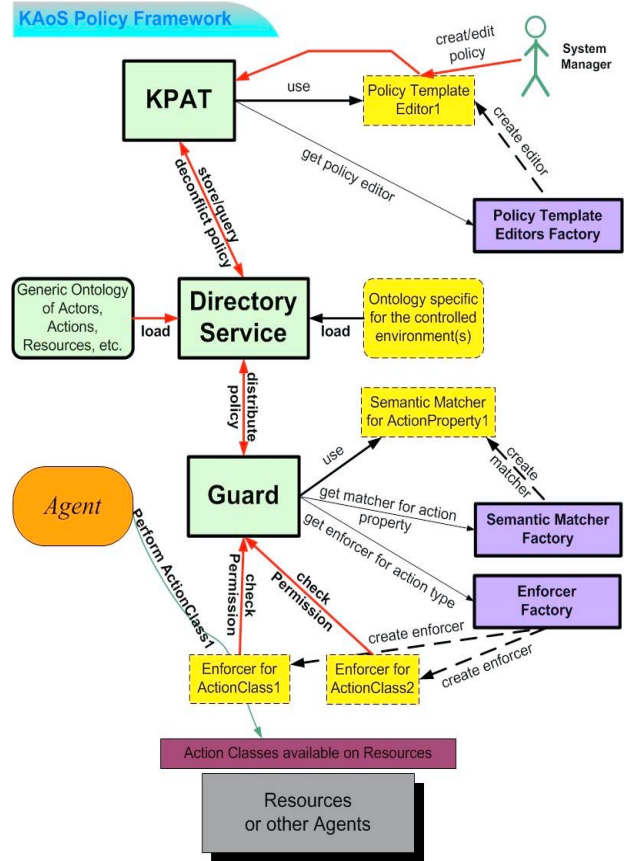 KAoS Policy Framework
creat/edit
policy
System
Manager
KPAT
use
Policy Template
Editor1
create editor
get policy editor
store/query
deconflict policy
Policy Template
Editors Factory
Generic Ontology
of Actors,
Actions,
Resources, etc.
load
Directory
Service
load
Ontology specific
for the controlled
environment(s)
distribute
policy
Semantic Matcher
for ActionProperty1
use
create
matcher
Agent
Guard
get matcher for action
property
Semantic Matcher
Factory
get enforcer for action type
Perform ActionClass1
check
Permission
check
Permission
Enforcer
Factory
create enforcer
create enforcer
Enforcer for
ActionClass1
Enforcer for
ActionClass2
Action Classes available on Resources
Resources
or other Agents